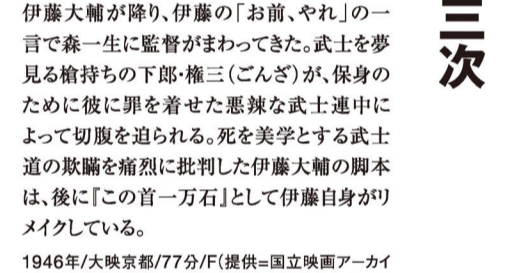 三次
伊藤大輔が降り、伊藤の「お前、やれ」の一
言で森一生に監督がまわってきた。武士を夢
見る槍持ちの下郎・権三(ごんざ)が、保身の
ために彼に罪を着せた悪辣な武士連中に
よって切腹を迫られる。死を美学とする武士
道の欺瞞を痛烈に批判した伊藤大輔の脚本
は、後に『この首一万石』として伊藤自身がリ
メイクしている。
1946年/大映京都/77分/F(提供=国立映画アーカイ